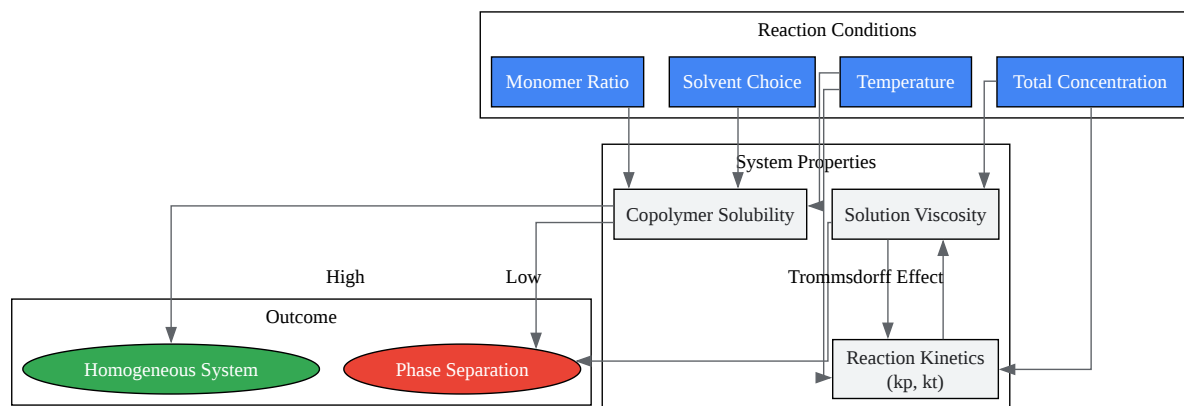 Reaction Conditions
Monomer Ratio
Solvent Choice
Temperature
Total Concentration
System Properties
Copolymer Solubility
Solution Viscosity
High
Low
Trommsdorff Effect
Outcome
Homogeneous System
Phase Separation
Reaction Kinetics
(kp, kt)